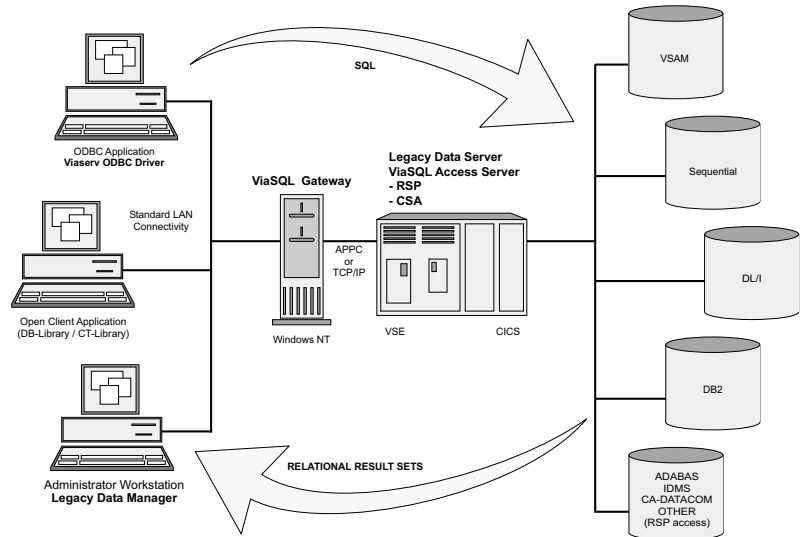 SQL
VSAM
ODBC Application
Viaserv ODBC Driver
Legacy Data Server
ViaSQL Access Server
- RSP
- CSA
Sequential
ViaSQL Gateway
Standard LAN
Connectivity
APPC
or
TCP/IP
DL/I
Open Client Application
(DB-Library / CT-Library)
Windows NT
VSE
CICS
DB2
RELATIONAL RESULT SETS
Administrator Workstation
Legacy Data Manager
ADABAS
IDMS
CA-DATACOM
OTHER
(RSP access)